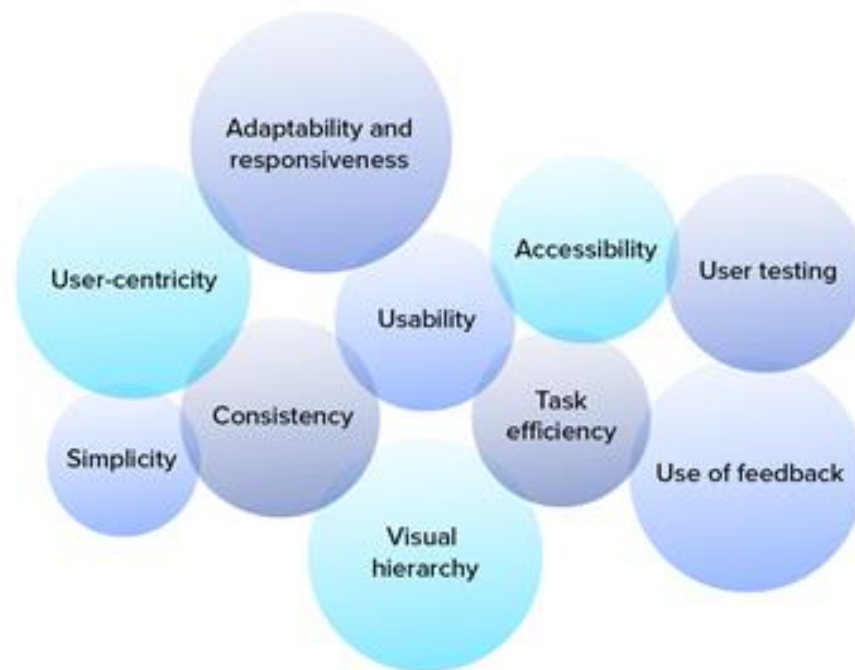 Adaptability and
responsiveness
Accessibility
User testing
User-centricity
Usability
Consistency
Task
efficiency
Simplicity
Use of feedback
Visual
hierarchy